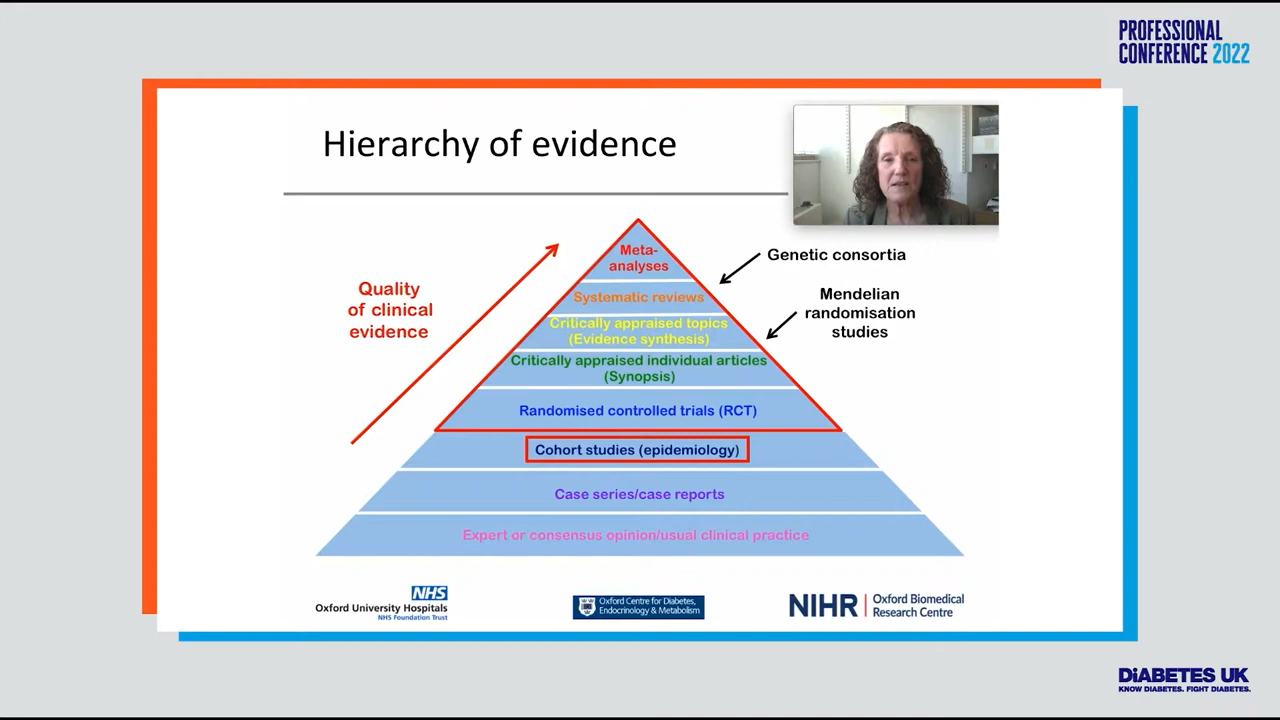 PROFESSIONAL
CONFERENCE 2022
Hierarchy of evidence
Quality
of clinical
evidence
Meta-
analyses
Systematic reviews
Critically appraised topics
(Evidence synthesis)
Critically appraised individual articles
(Synopsis)
Randomised controlled trials (RCT)
Cohort studies (epidemiology)
Case series/case reports
Expert or consensus opinion/usual clinical practice
Genetic consortia
Mendelian
randomisation
studies
NHS
Oxford University Hospitals
NHS Foundation Trust
Oxford Centre for Diabetes,
Endocrinology & Metabolism
NIHR | Oxford Biomedical
Research Centre
DiABETES UK
KNOW DIABETES. FIGHT DIABETES.